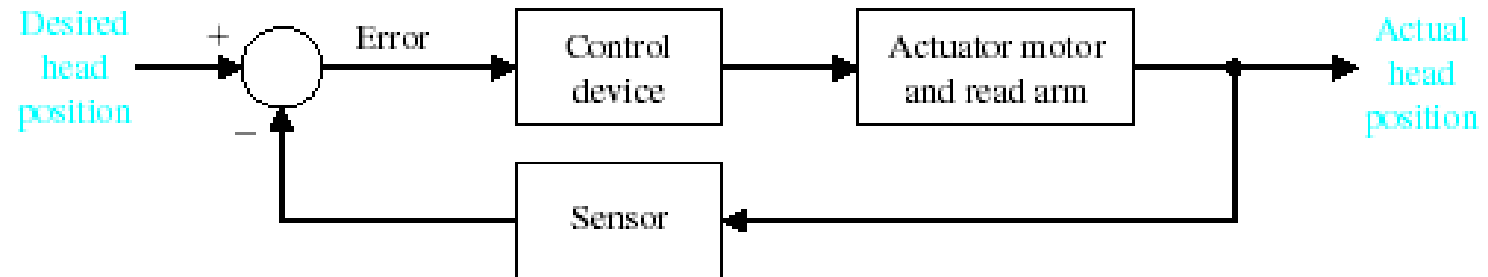 Desired
head
position
+
−
Error
Control
device
Actuator motor
and read arm
Actual
head
position
Sensor